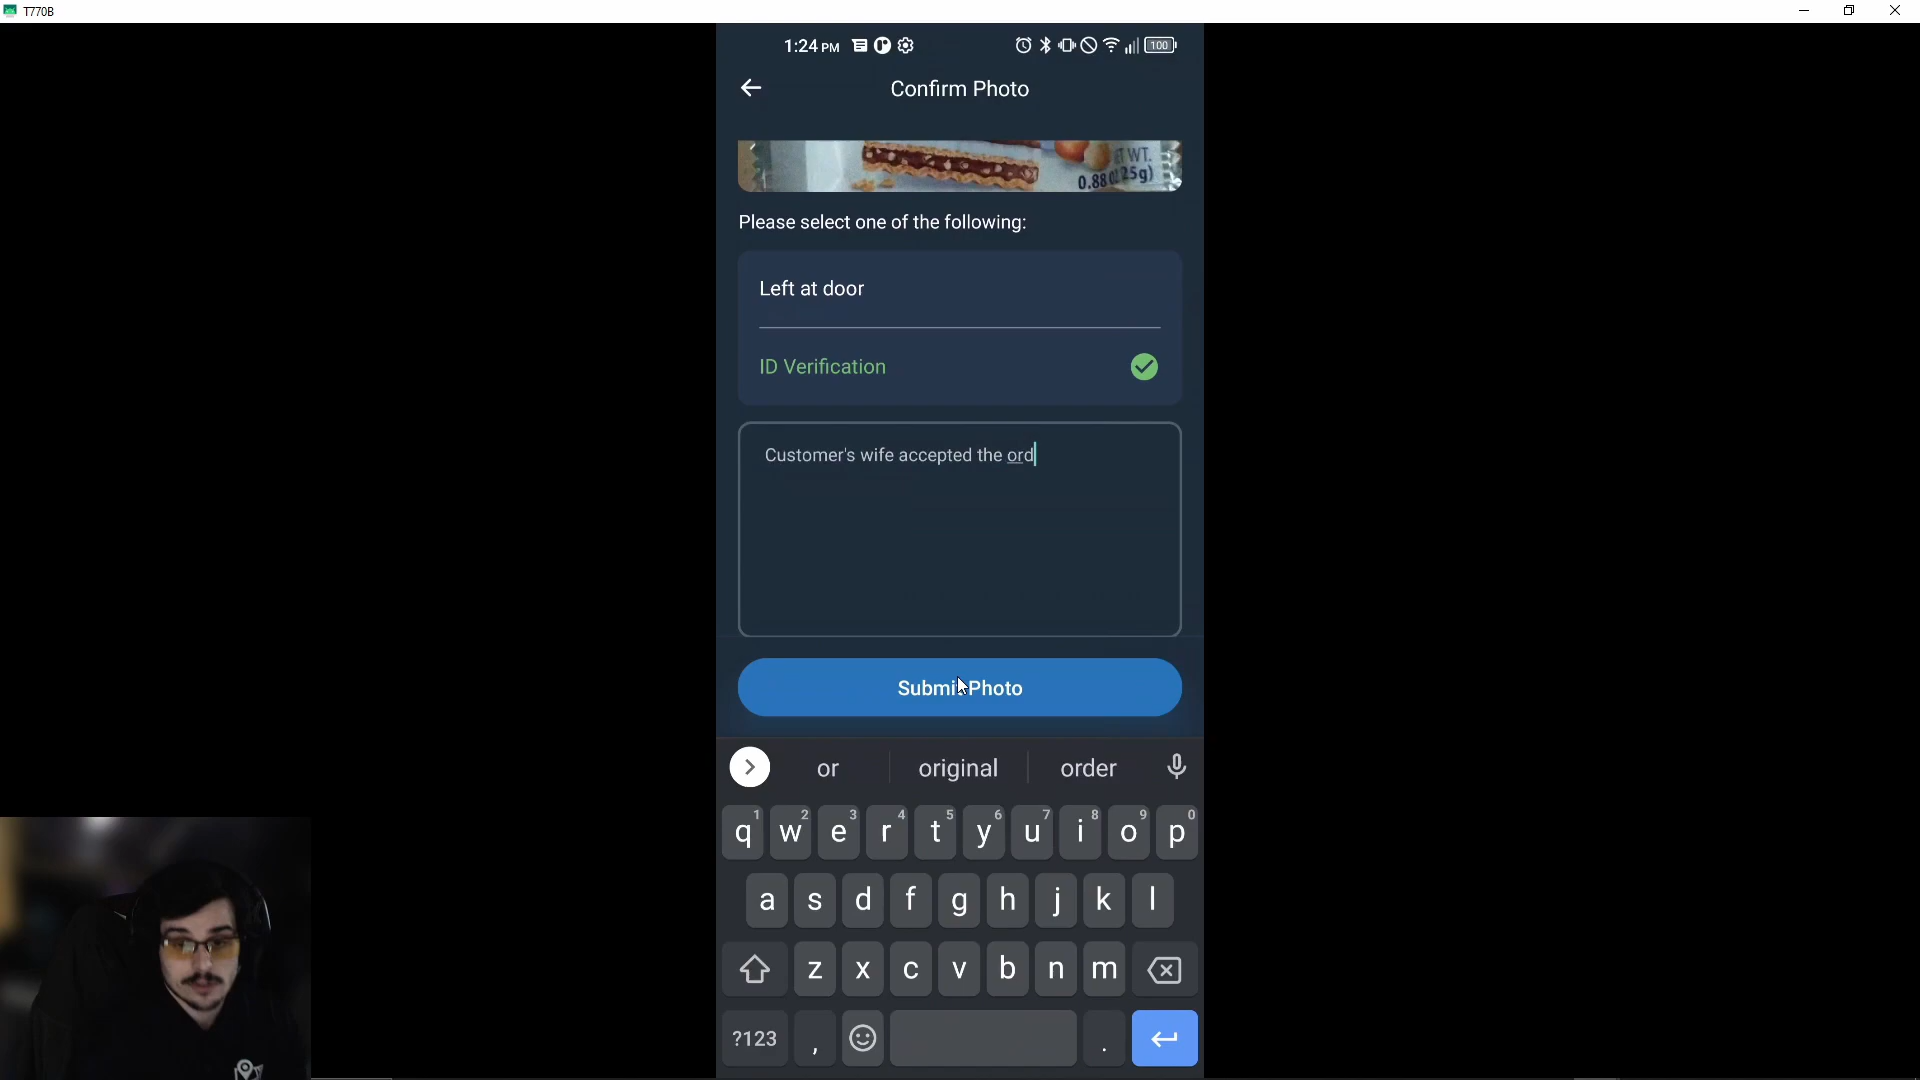 T770B
1:24 PM
100
Confirm Photo
ET WT.
0.88 OZ (25g)
Please select one of the following:
Left at door
ID Verification
Customer's wife accepted the ord
Submit Photo
or original order
1 2 3 4 5 6 7 8 9 0
q w e r t y u i o p
a s d f g h j k l
z x c v b n m
?123 , .